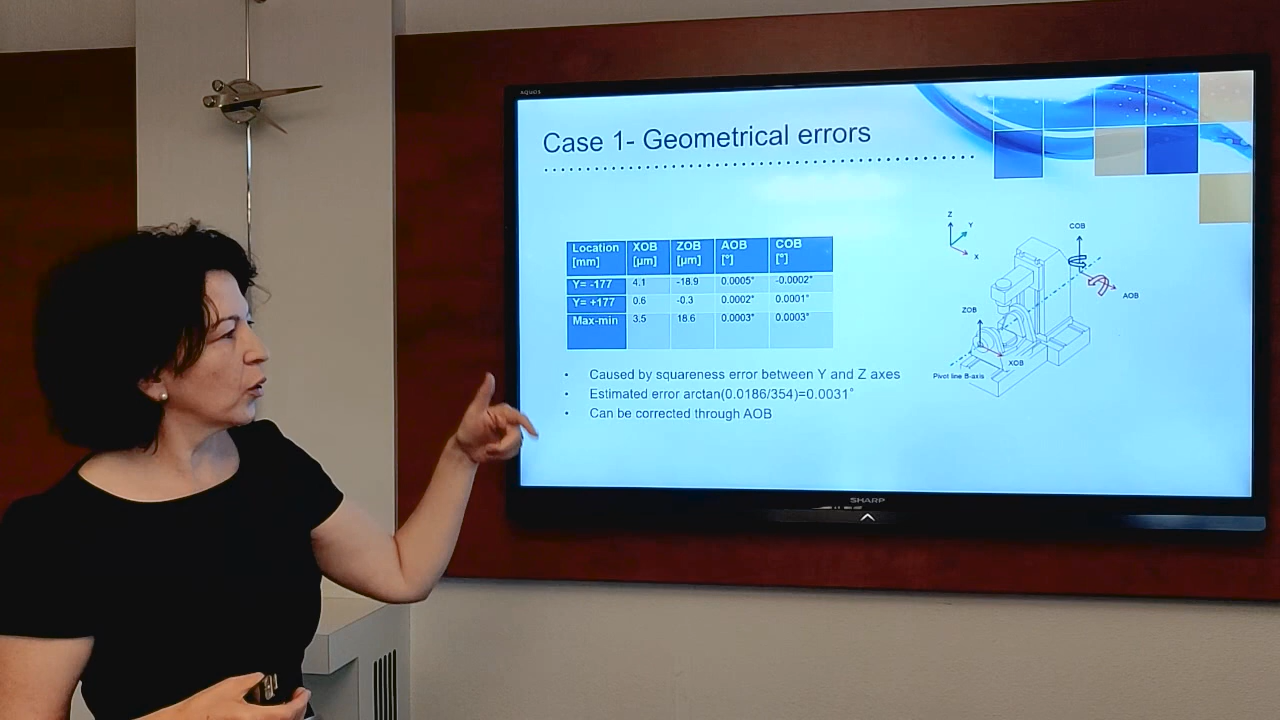 AQUOS
Case 1- Geometrical errors
Location [mm] XOB [µm] ZOB [µm] AOB [°] COB [°]
Y= -177 4.1 -18.9 0.0005° -0.0002°
Y= +177 0.6 -0.3 0.0002° 0.0001°
Max-min 3.5 18.6 0.0003° 0.0003°
Z
Y
X
COB
AOB
ZOB
XOB
Pivot line B-axis
• Caused by squareness error between Y and Z axes
• Estimated error arctan(0.0186/354)=0.0031°
• Can be corrected through AOB
SHARP